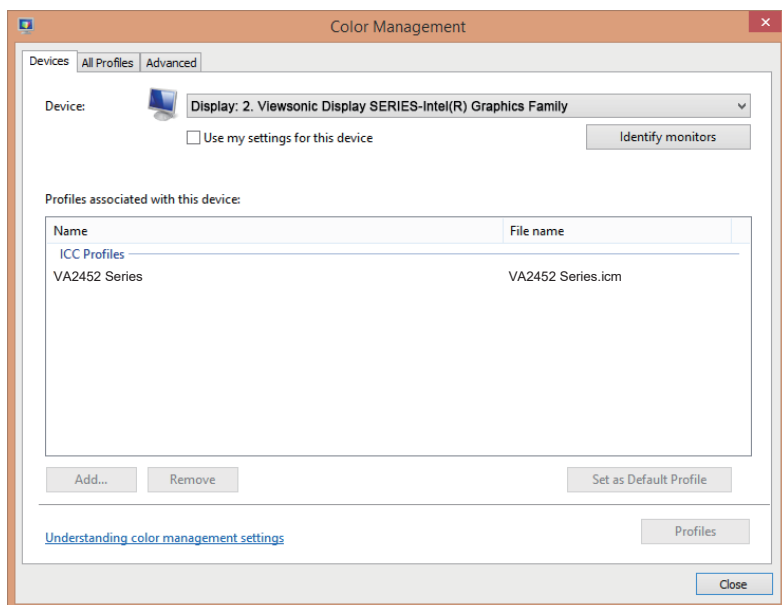 Color Management
Devices All Profiles Advanced
Device: Display: 2. Viewsonic Display SERIES-Intel(R) Graphics Family
Use my settings for this device Identify monitors
Profiles associated with this device:
Name File name
ICC Profiles
VA2452 Series VA2452 Series.icm
Add... Remove Set as Default Profile
Understanding color management settings Profiles
Close